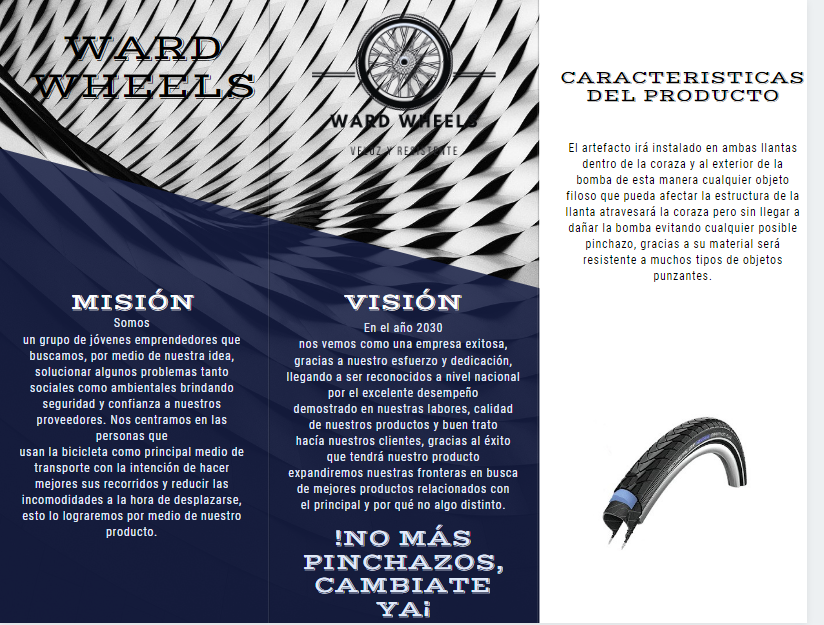 WARD
WHEELS
WARD WHEELS
VELOZ Y RESISTENTE
MISIÓN
Somos
un grupo de jóvenes emprendedores que
buscamos, por medio de nuestra idea,
solucionar algunos problemas tanto
sociales como ambientales brindando
seguridad y confianza a nuestros
proveedores. Nos centramos en las
personas que
usan la bicicleta como principal medio de
transporte con la intención de hacer
mejores sus recorridos y reducir las
incomodidades a la hora de desplazarse,
esto lo lograremos por medio de nuestro
producto.
VISIÓN
En el año 2030
nos vemos como una empresa exitosa,
gracias a nuestro esfuerzo y dedicación,
llegando a ser reconocidos a nivel nacional
por el excelente desempeño
demostrado en nuestras labores, calidad
de nuestros productos y buen trato
hacía nuestros clientes, gracias al éxito
que tendrá nuestro producto
expandiremos nuestras fronteras en busca
de mejores productos relacionados con
el principal y por qué no algo distinto.
!NO MÁS
PINCHAZOS,
CAMBIATE
YA¡
CARACTERISTICAS
DEL PRODUCTO
El artefacto irá instalado en ambas llantas
dentro de la coraza y al exterior de la
bomba de esta manera cualquier objeto
filoso que pueda afectar la estructura de la
llanta atravesará la coraza pero sin llegar a
dañar la bomba evitando cualquier posible
pinchazo, gracias a su material será
resistente a muchos tipos de objetos
punzantes.